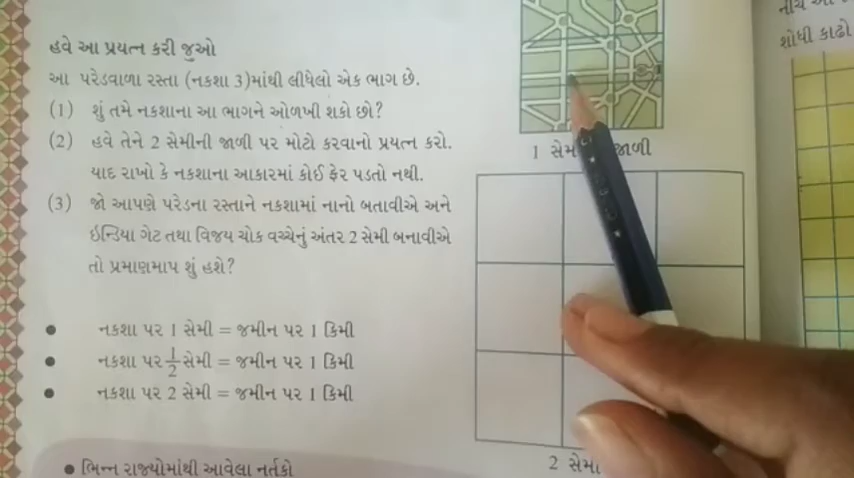 હવે આ પ્રયત્ન કરી જુઓ
આ પરેડવાળા રસ્તા (નકશા 3)માંથી લીધેલો એક ભાગ છે.
(1) શું તમે નકશાના આ ભાગને ઓળખી શકો છો?
(2) હવે તેને 2 સેમીની જાળી પર મોટો કરવાનો પ્રયત્ન કરો.
યાદ રાખો કે નકશાના આકારમાં કોઈ ફેર પડતો નથી.
(3) જો આપણે પરેડના રસ્તાને નકશામાં નાનો બતાવીએ અને
ઇન્ડિયા ગેટ તથા વિજય ચોક વચ્ચેનું અંતર 2 સેમી બનાવીએ
તો પ્રમાણમાપ શું હશે?
• નકશા પર 1 સેમી = જમીન પર 1 કિમી
• નકશા પર 1/2 સેમી = જમીન પર 1 કિમી
• નકશા પર 2 સેમી = જમીન પર 1 કિમી
• ભિન્ન રાજ્યોમાંથી આવેલા નર્તકો
1 જાળી
2
શોધી કાઢો